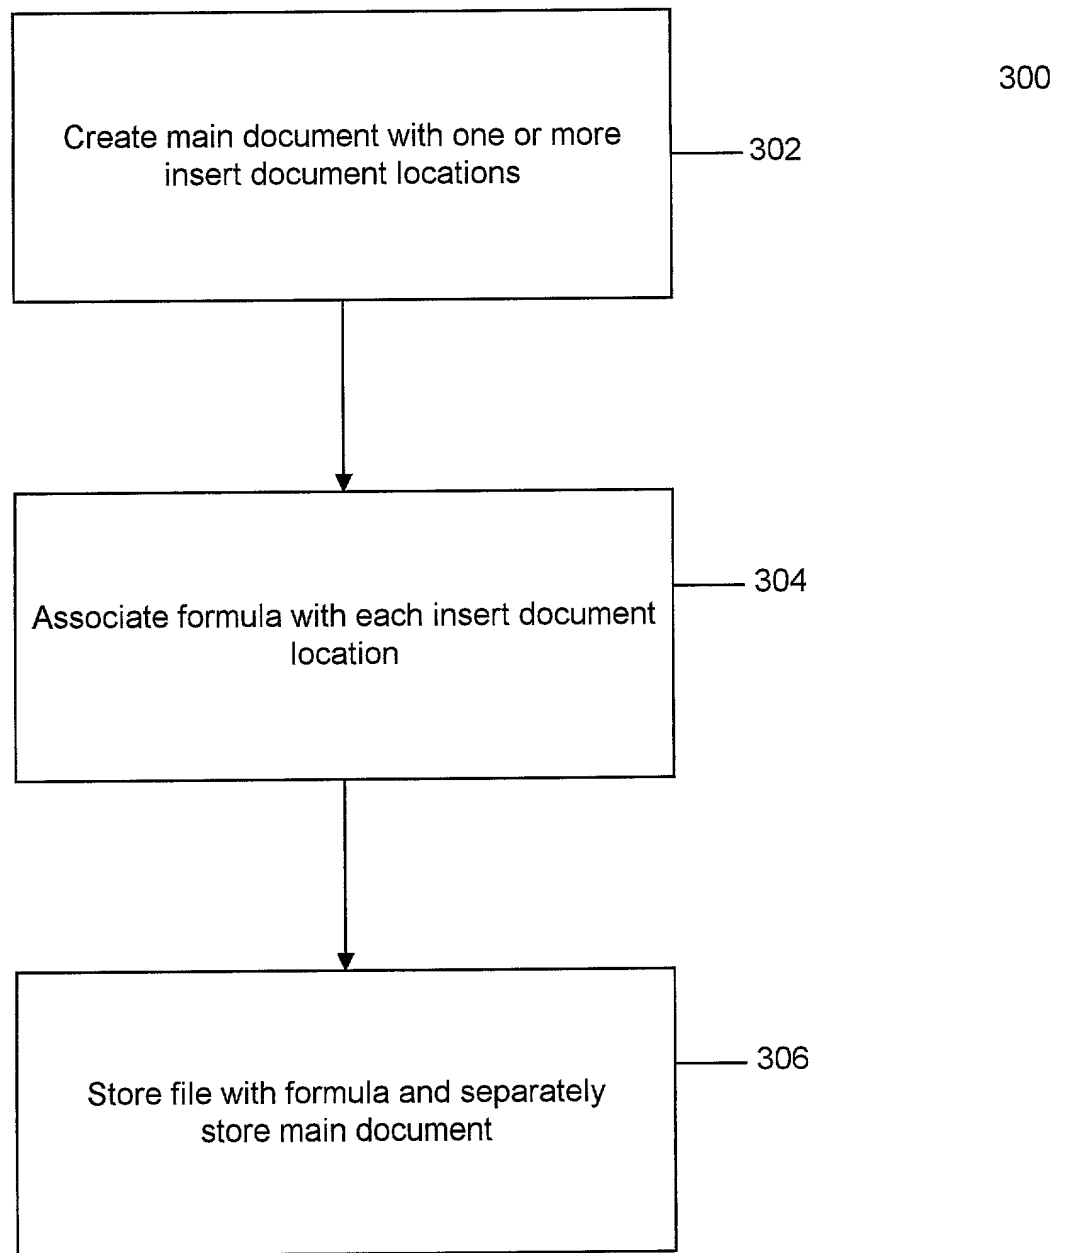 300
Create main document with one or more
insert document locations
302
Associate formula with each insert document
location
304
Store file with formula and separately
store main document
306